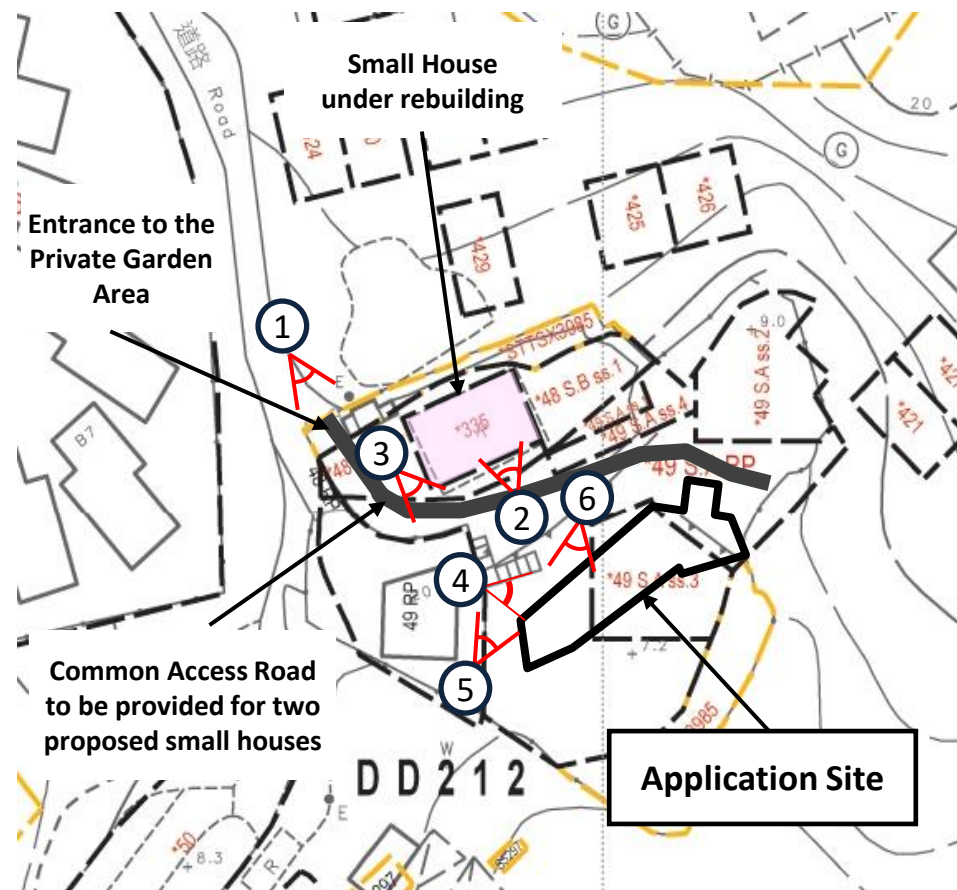 道路
Road
Small House
under rebuilding
G
20
G
24
*425
*426
*429
Entrance to the
Private Garden
Area
1
E
*STTSX3085
*48 S.B ss.1
*335
*49 S.A ss.4
*49 S.A ss.2
9.0
*421
B7
3
*48
2
6
*49 S.A RP
4
49 RP
*49 S.A ss.3
7.2
5
Common Access Road
to be provided for two
proposed small houses
Application Site
W
DD212
E
*50
8.3
R